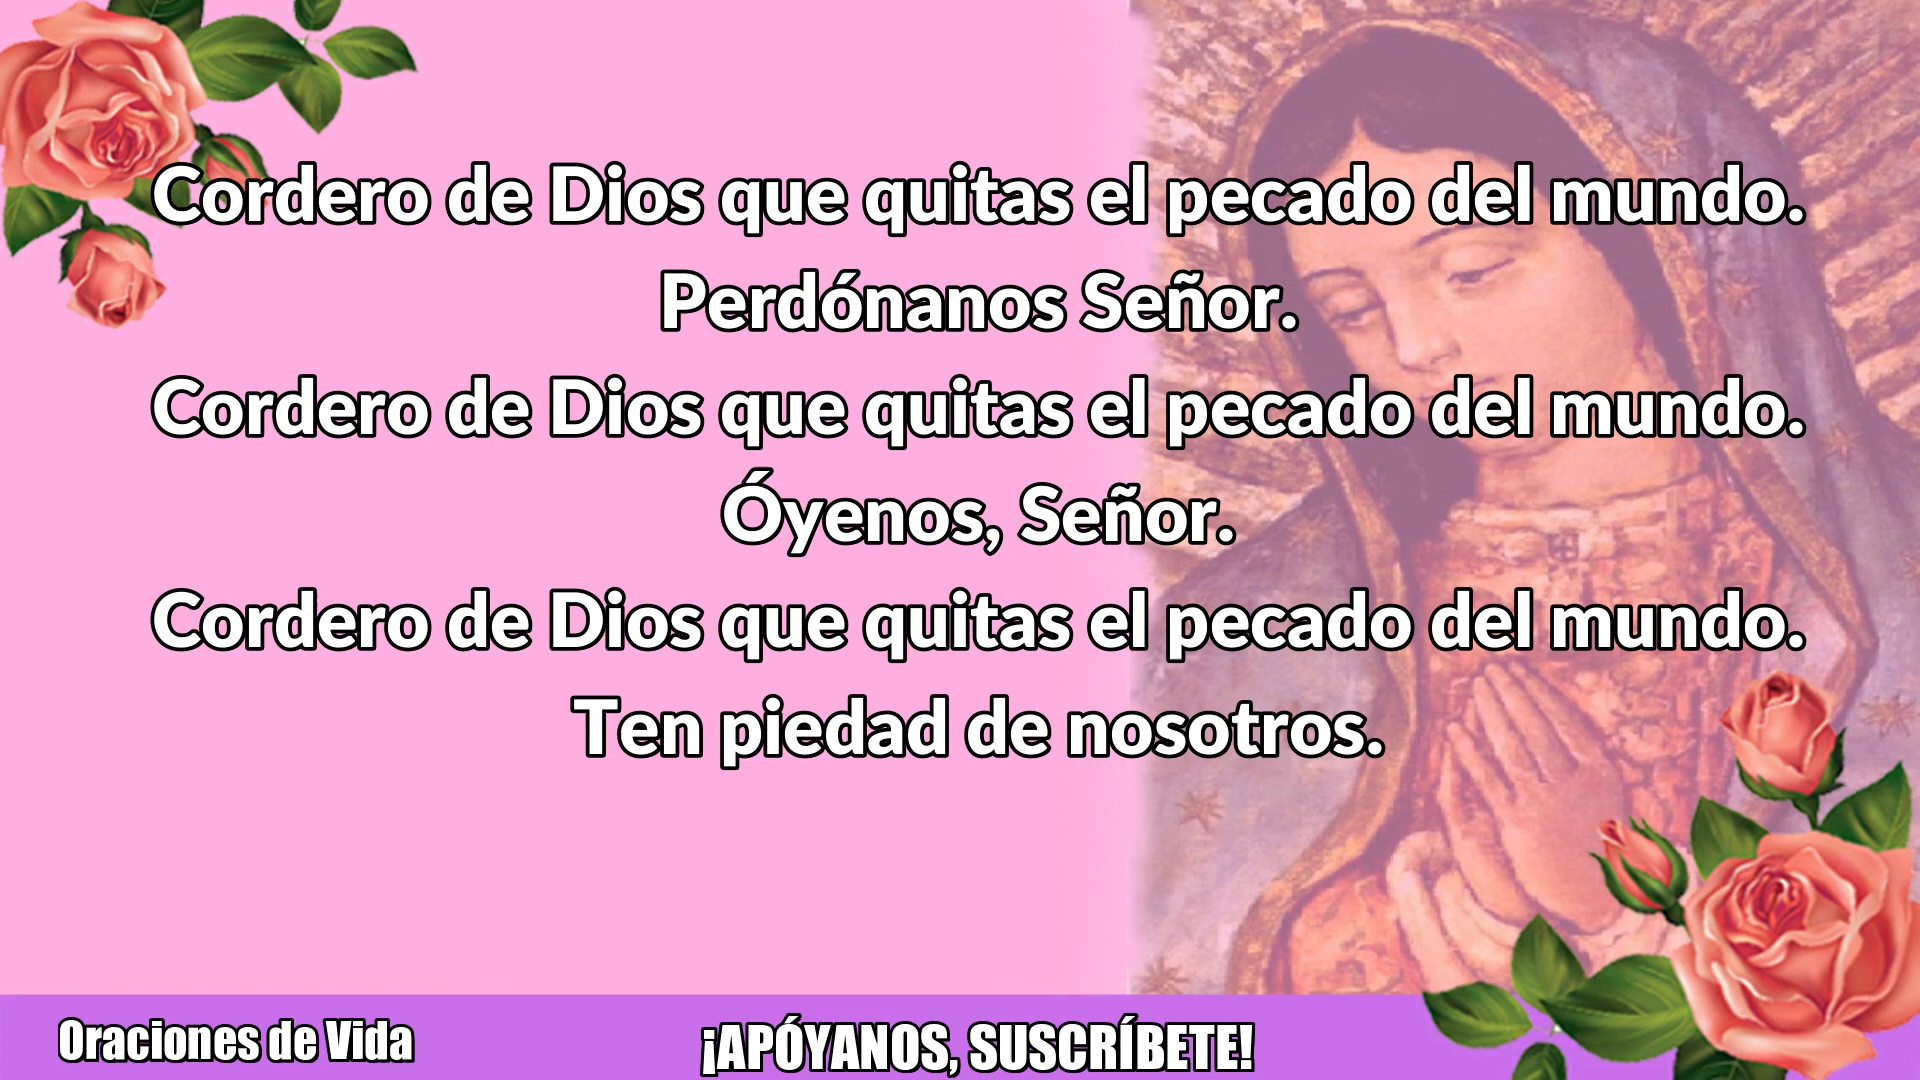 Cordero de Dios que quitas el pecado del mundo.
Perdónanos Señor.
Cordero de Dios que quitas el pecado del mundo.
Óyenos, Señor.
Cordero de Dios que quitas el pecado del mundo.
Ten piedad de nosotros.
Oraciones de Vida
¡APÓYANOS, SUSCRÍBETE!